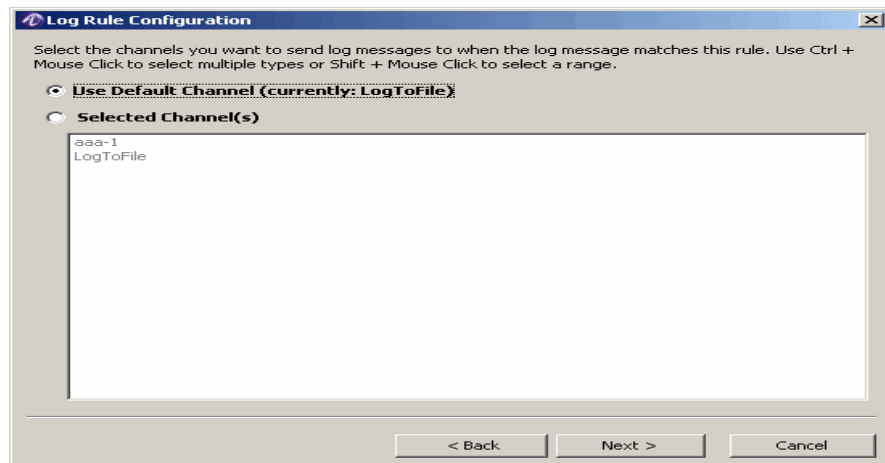 Log Rule Configuration
Select the channels you want to send log messages to when the log message matches this rule. Use Ctrl +
Mouse Click to select multiple types or Shift + Mouse Click to select a range.
Use Default Channel (currently: LogToFile)
Selected Channel(s)
aaa-1
LogToFile
< Back
Next >
Cancel